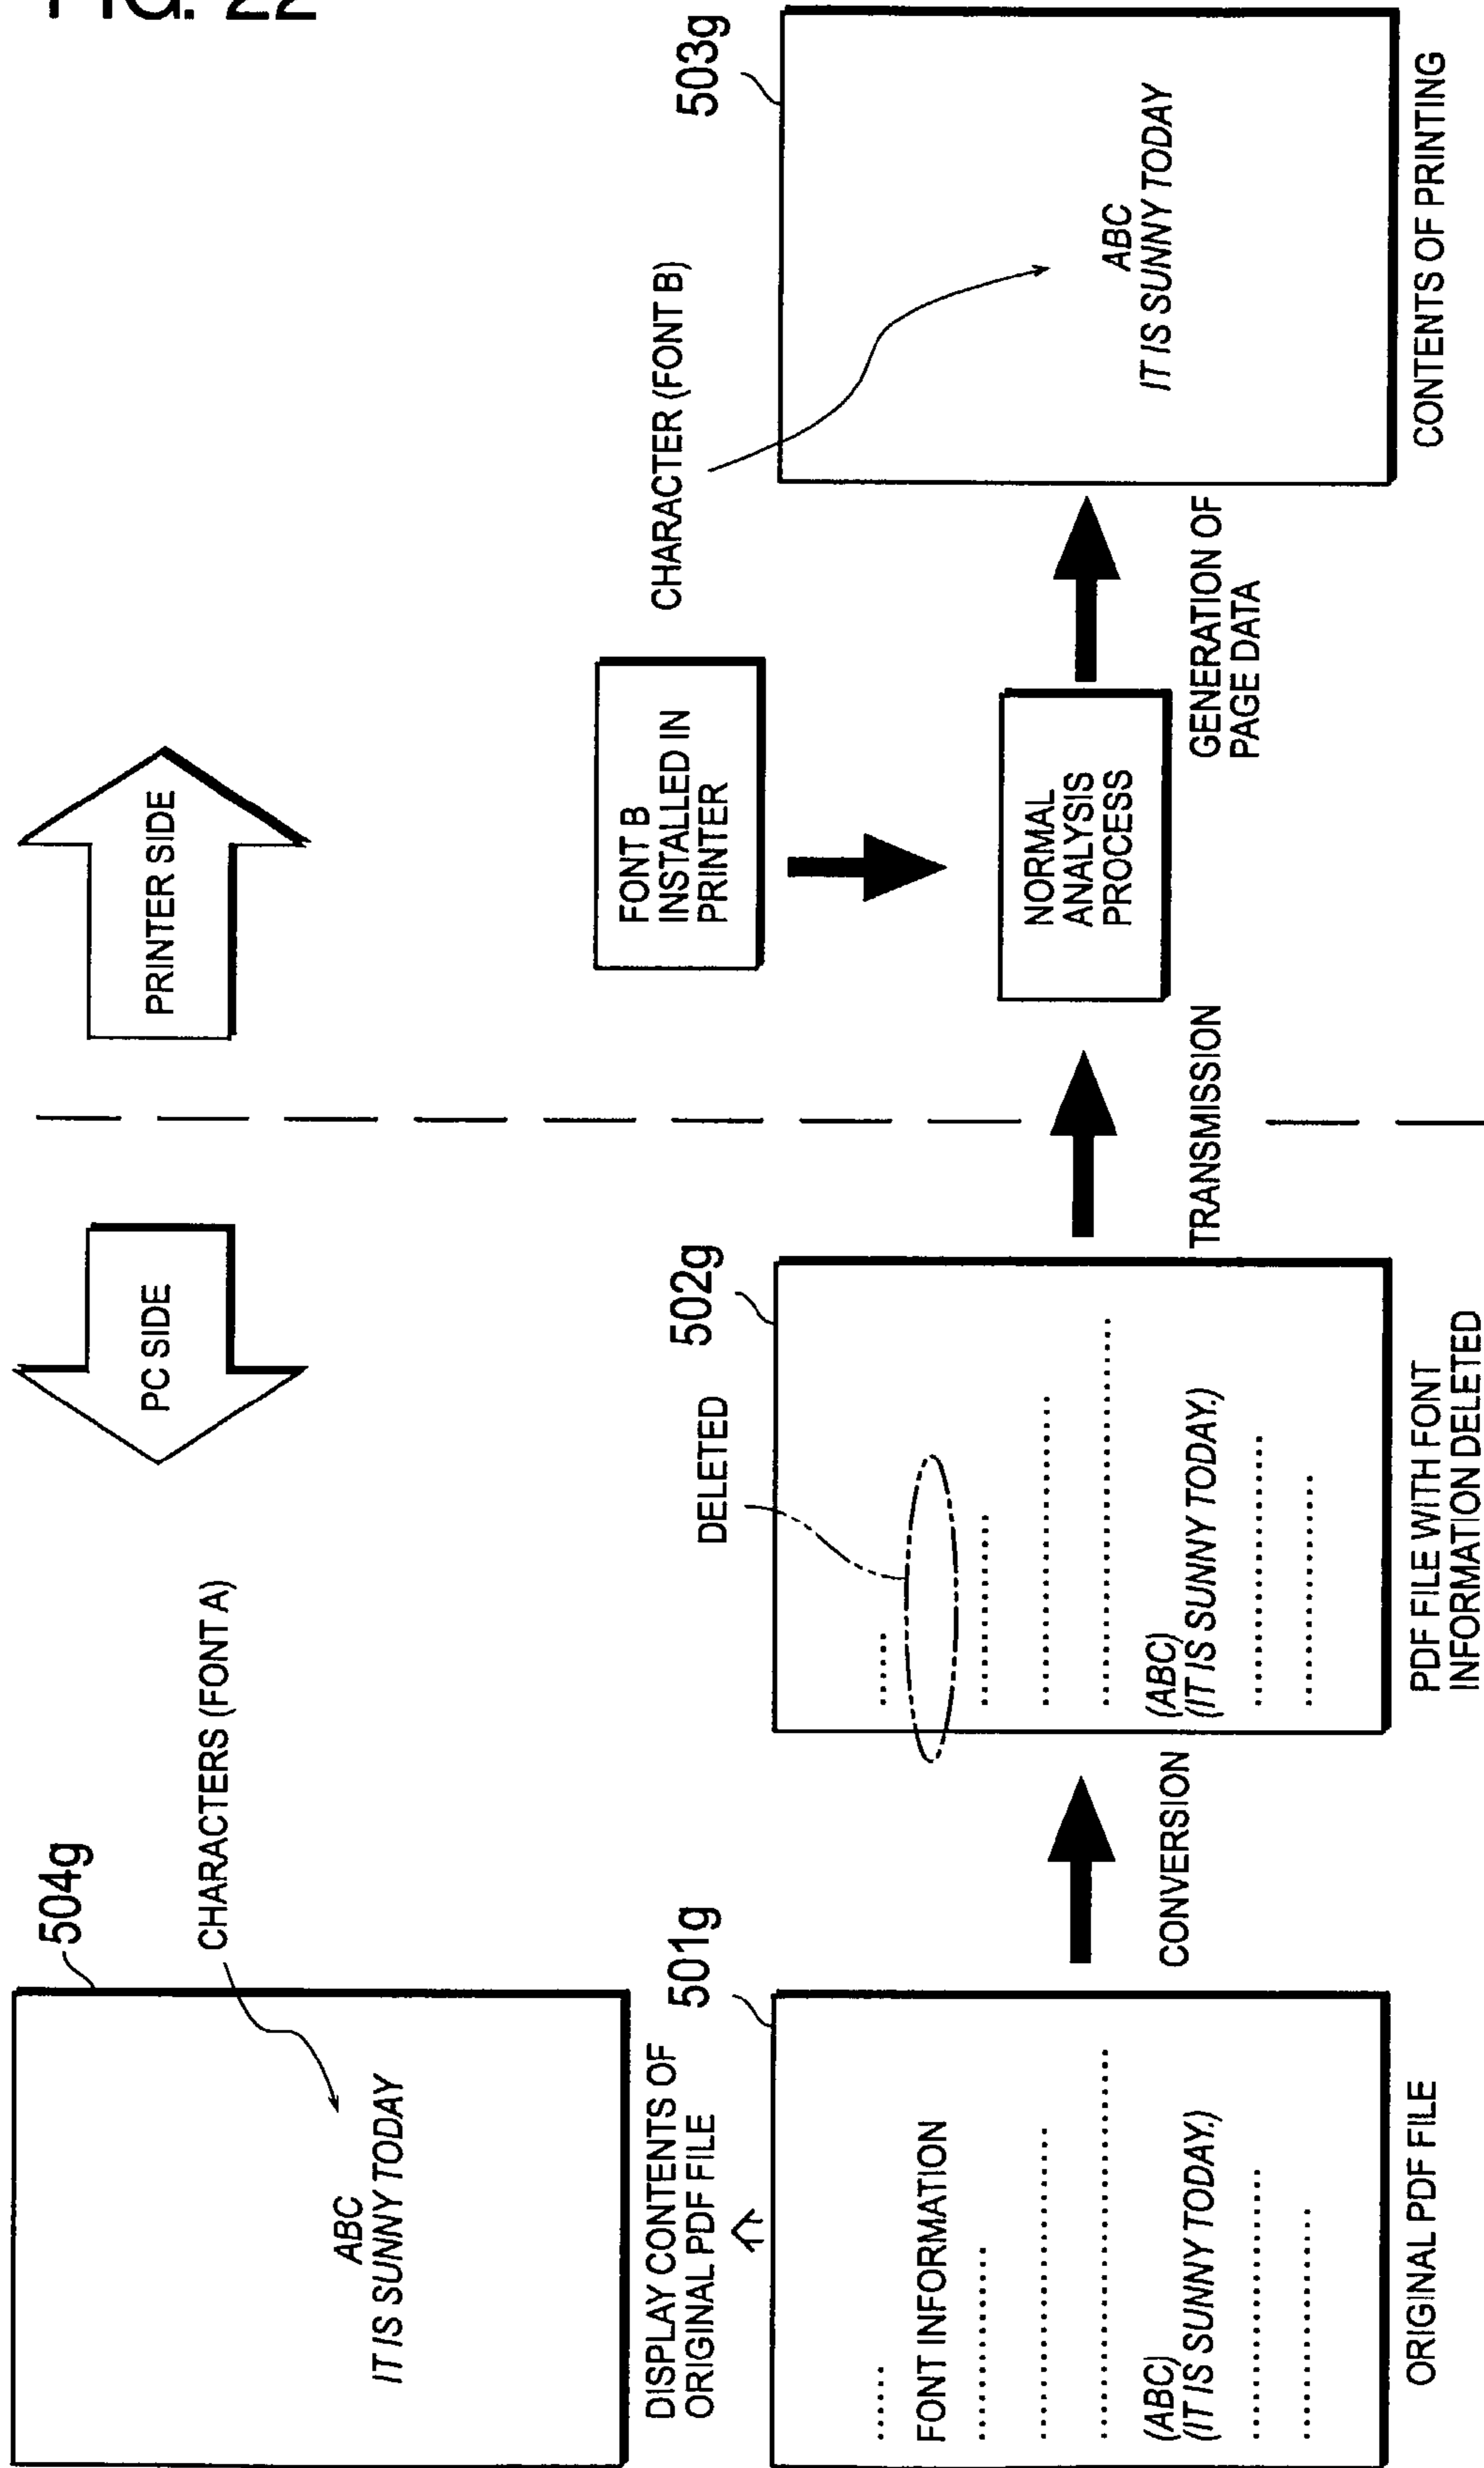 FIG. 22
PC SIDE
PRINTER SIDE
504g
CHARACTERS (FONT A)
ABC
IT IS SUNNY TODAY
DISPLAY CONTENTS OF
ORIGINAL PDF FILE
501g
FONT INFORMATION
(ABC)
(IT IS SUNNY TODAY.)
ORIGINAL PDF FILE
CONVERSION
502g
DELETED
(ABC)
(IT IS SUNNY TODAY.)
PDF FILE WITH FONT
INFORMATION DELETED
TRANSMISSION
FONT B
INSTALLED IN
PRINTER
NORMAL
ANALYSIS
PROCESS
GENERATION OF
PAGE DATA
CHARACTER (FONT B)
503g
ABC
IT IS SUNNY TODAY
CONTENTS OF PRINTING